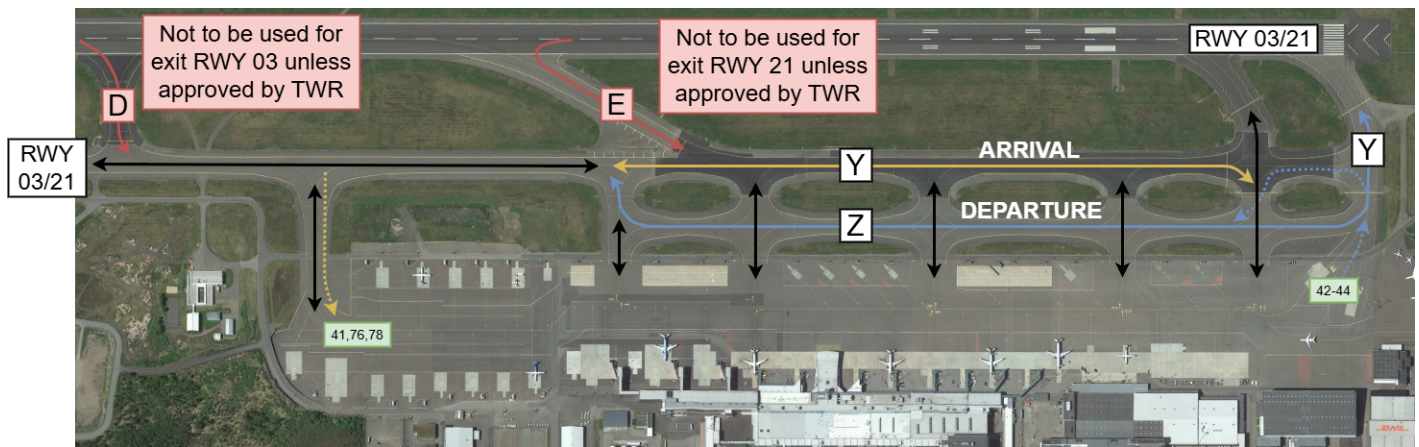 Not to be used for
exit RWY 03 unless
approved by TWR
Not to be used for
exit RWY 21 unless
approved by TWR
RWY 03/21
D
E
RWY
03/21
Y
ARRIVAL
Y
DEPARTURE
Z
42-44
41,76,78
DHL